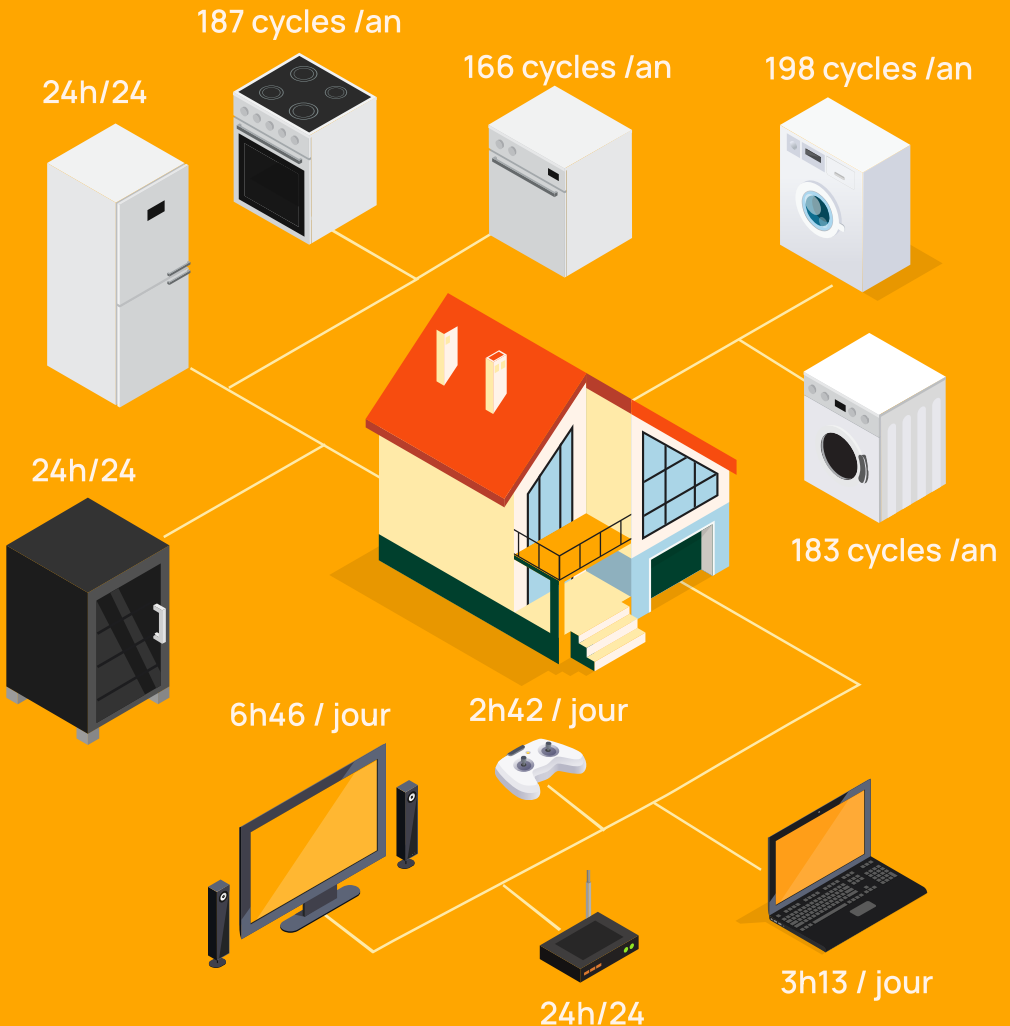 187 cycles /an
166 cycles /an
198 cycles /an
24h/24
24h/24
183 cycles /an
6h46 / jour
2h42 / jour
3h13 / jour
24h/24